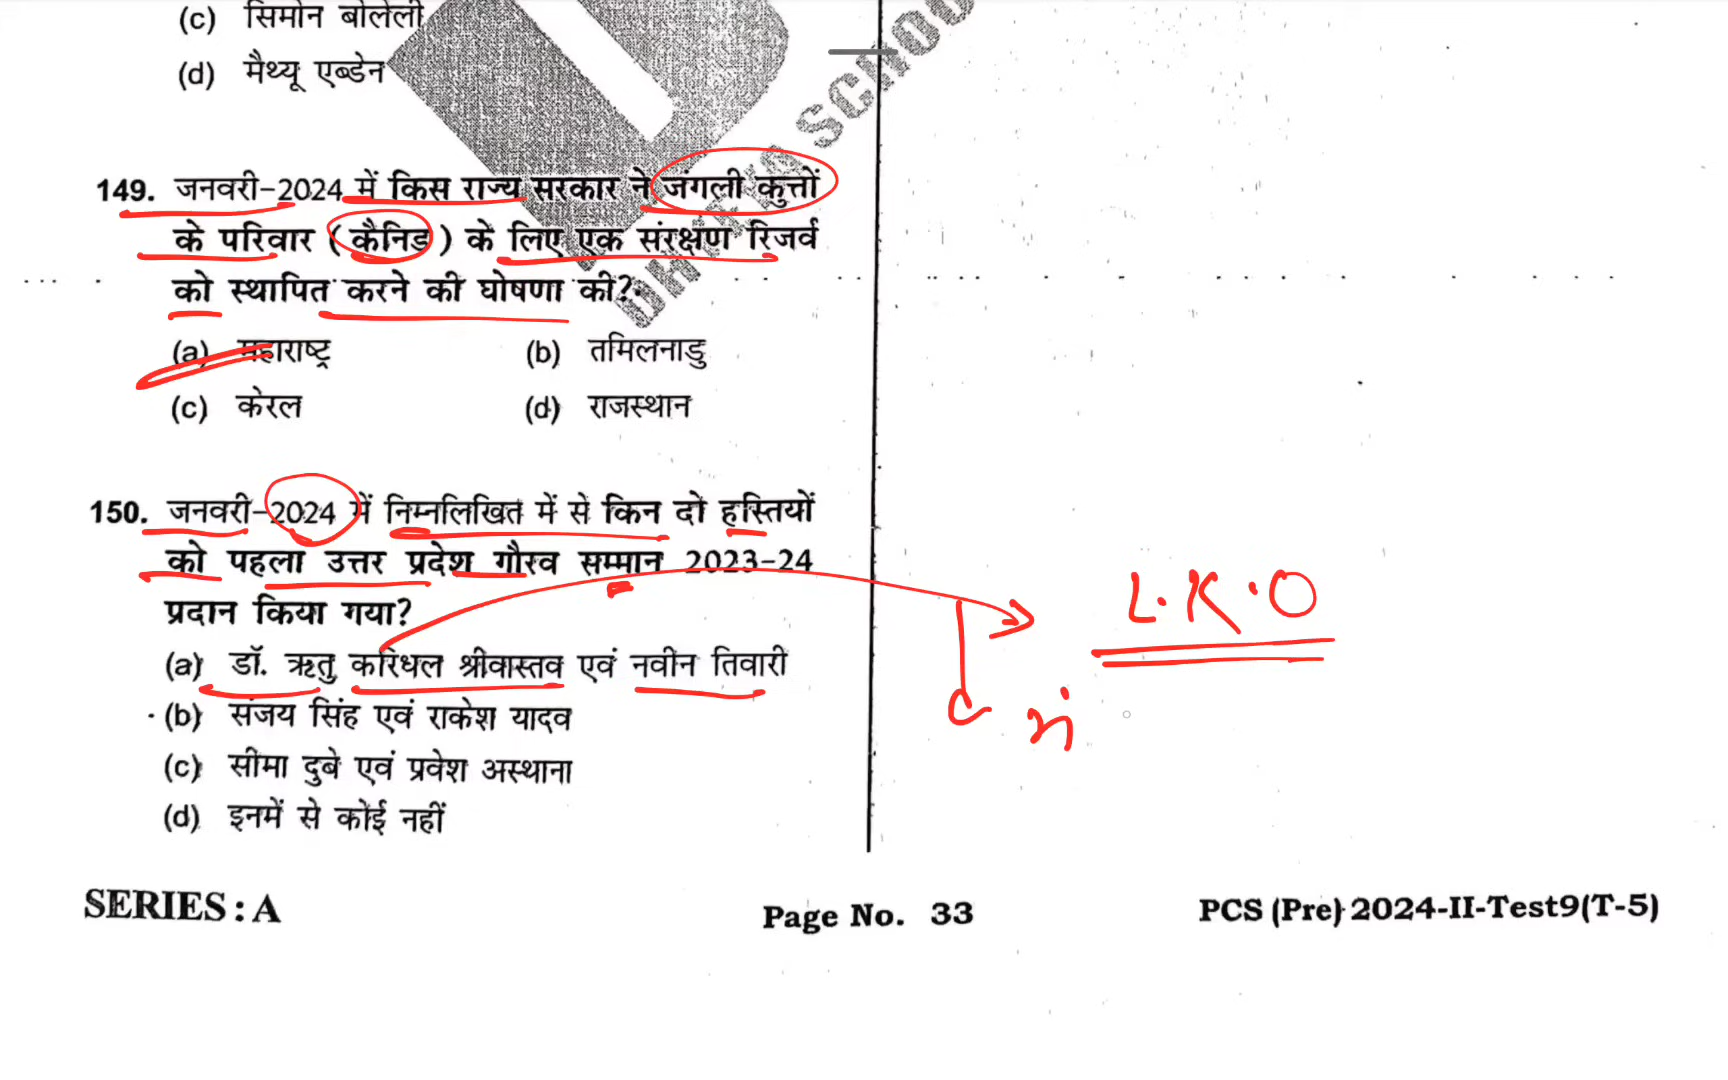 (c) सिमोन बोलेली
(d) मैथ्यू एब्डेन
149. जनवरी-2024 में किस राज्य सरकार ने जंगली कुत्तों
के परिवार (कैनिड) के लिए एक संरक्षण रिजर्व
को स्थापित करने की घोषणा की?
(a) महाराष्ट्र (b) तमिलनाडु
(c) केरल (d) राजस्थान
150. जनवरी-2024 में निम्नलिखित में से किन दो हस्तियों
को पहला उत्तर प्रदेश गौरव सम्मान 2023-24
प्रदान किया गया?
(a) डॉ. ऋतु करिधल श्रीवास्तव एवं नवीन तिवारी
(b) संजय सिंह एवं राकेश यादव
(c) सीमा दुबे एवं प्रवेश अस्थाना
(d) इनमें से कोई नहीं
L.K.O
SERIES : A
Page No. 33
PCS (Pre) 2024-II-Test9(T-5)